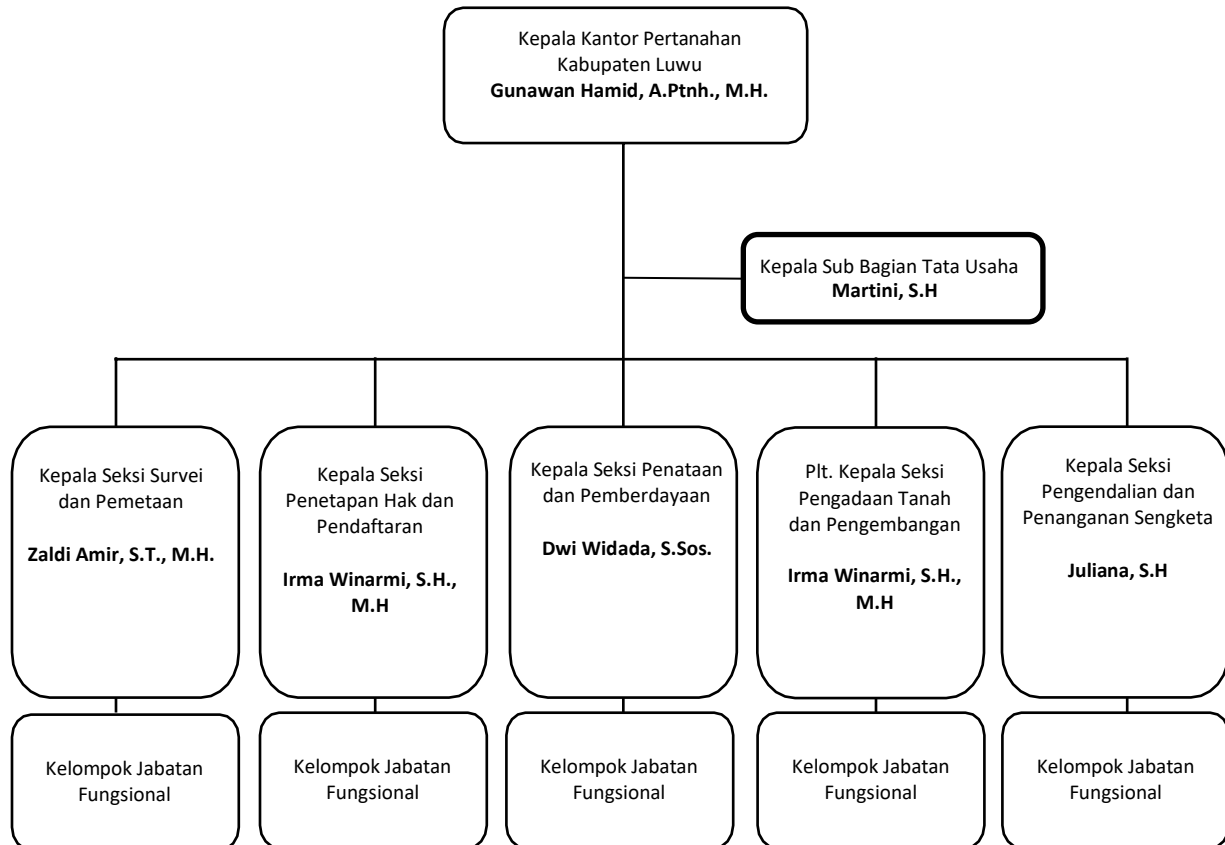 Kepala Kantor Pertanahan
Kabupaten Luwu
Gunawan Hamid, A.Ptnh., M.H.
Kepala Sub Bagian Tata Usaha
Martini, S.H
Kepala Seksi Survei
dan Pemetaan
Zaldi Amir, S.T., M.H.
Kepala Seksi
Penetapan Hak dan
Pendaftaran
Irma Winarmi, S.H.,
M.H
Kepala Seksi Penataan
dan Pemberdayaan
Dwi Widada, S.Sos.
Plt. Kepala Seksi
Pengadaan Tanah
dan Pengembangan
Irma Winarmi, S.H.,
M.H
Kepala Seksi
Pengendalian dan
Penanganan Sengketa
Juliana, S.H
Kelompok Jabatan
Fungsional
Kelompok Jabatan
Fungsional
Kelompok Jabatan
Fungsional
Kelompok Jabatan
Fungsional
Kelompok Jabatan
Fungsional